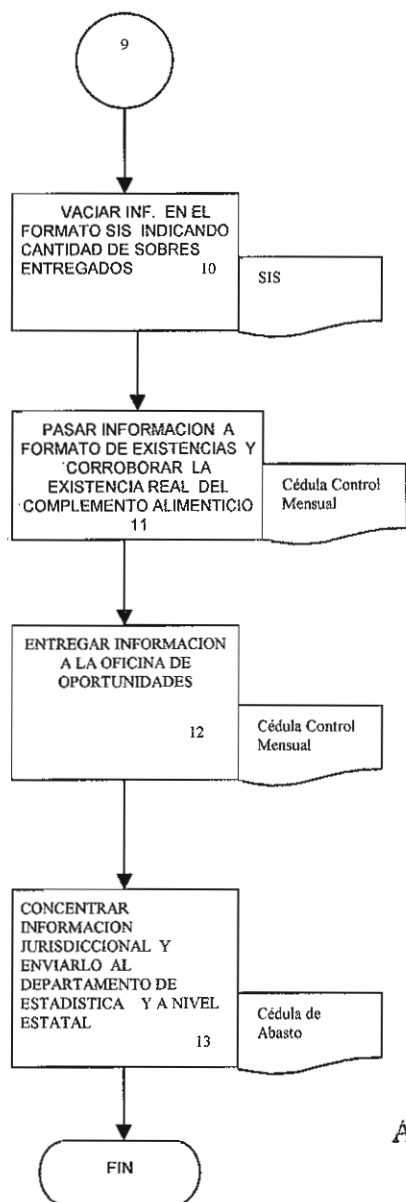 9
VACIAR INF. EN EL
FORMATO SIS INDICANDO
CANTIDAD DE SOBRES
ENTREGADOS 10
SIS
PASAR INFORMACION A
FORMATO DE EXISTENCIAS Y
CORROBORAR LA
EXISTENCIA REAL DEL
COMPLEMENTO ALIMENTICIO
11
Cédula Control
Mensual
ENTREGAR INFORMACION
A LA OFICINA DE
OPORTUNIDADES
12
Cédula Control
Mensual
CONCENTRAR
INFORMACION
JURISDICCIONAL Y
ENVIARLO AL
DEPARTAMENTO DE
ESTADISTICA Y A NIVEL
ESTATAL
13
Cédula de
Abasto
A
FIN